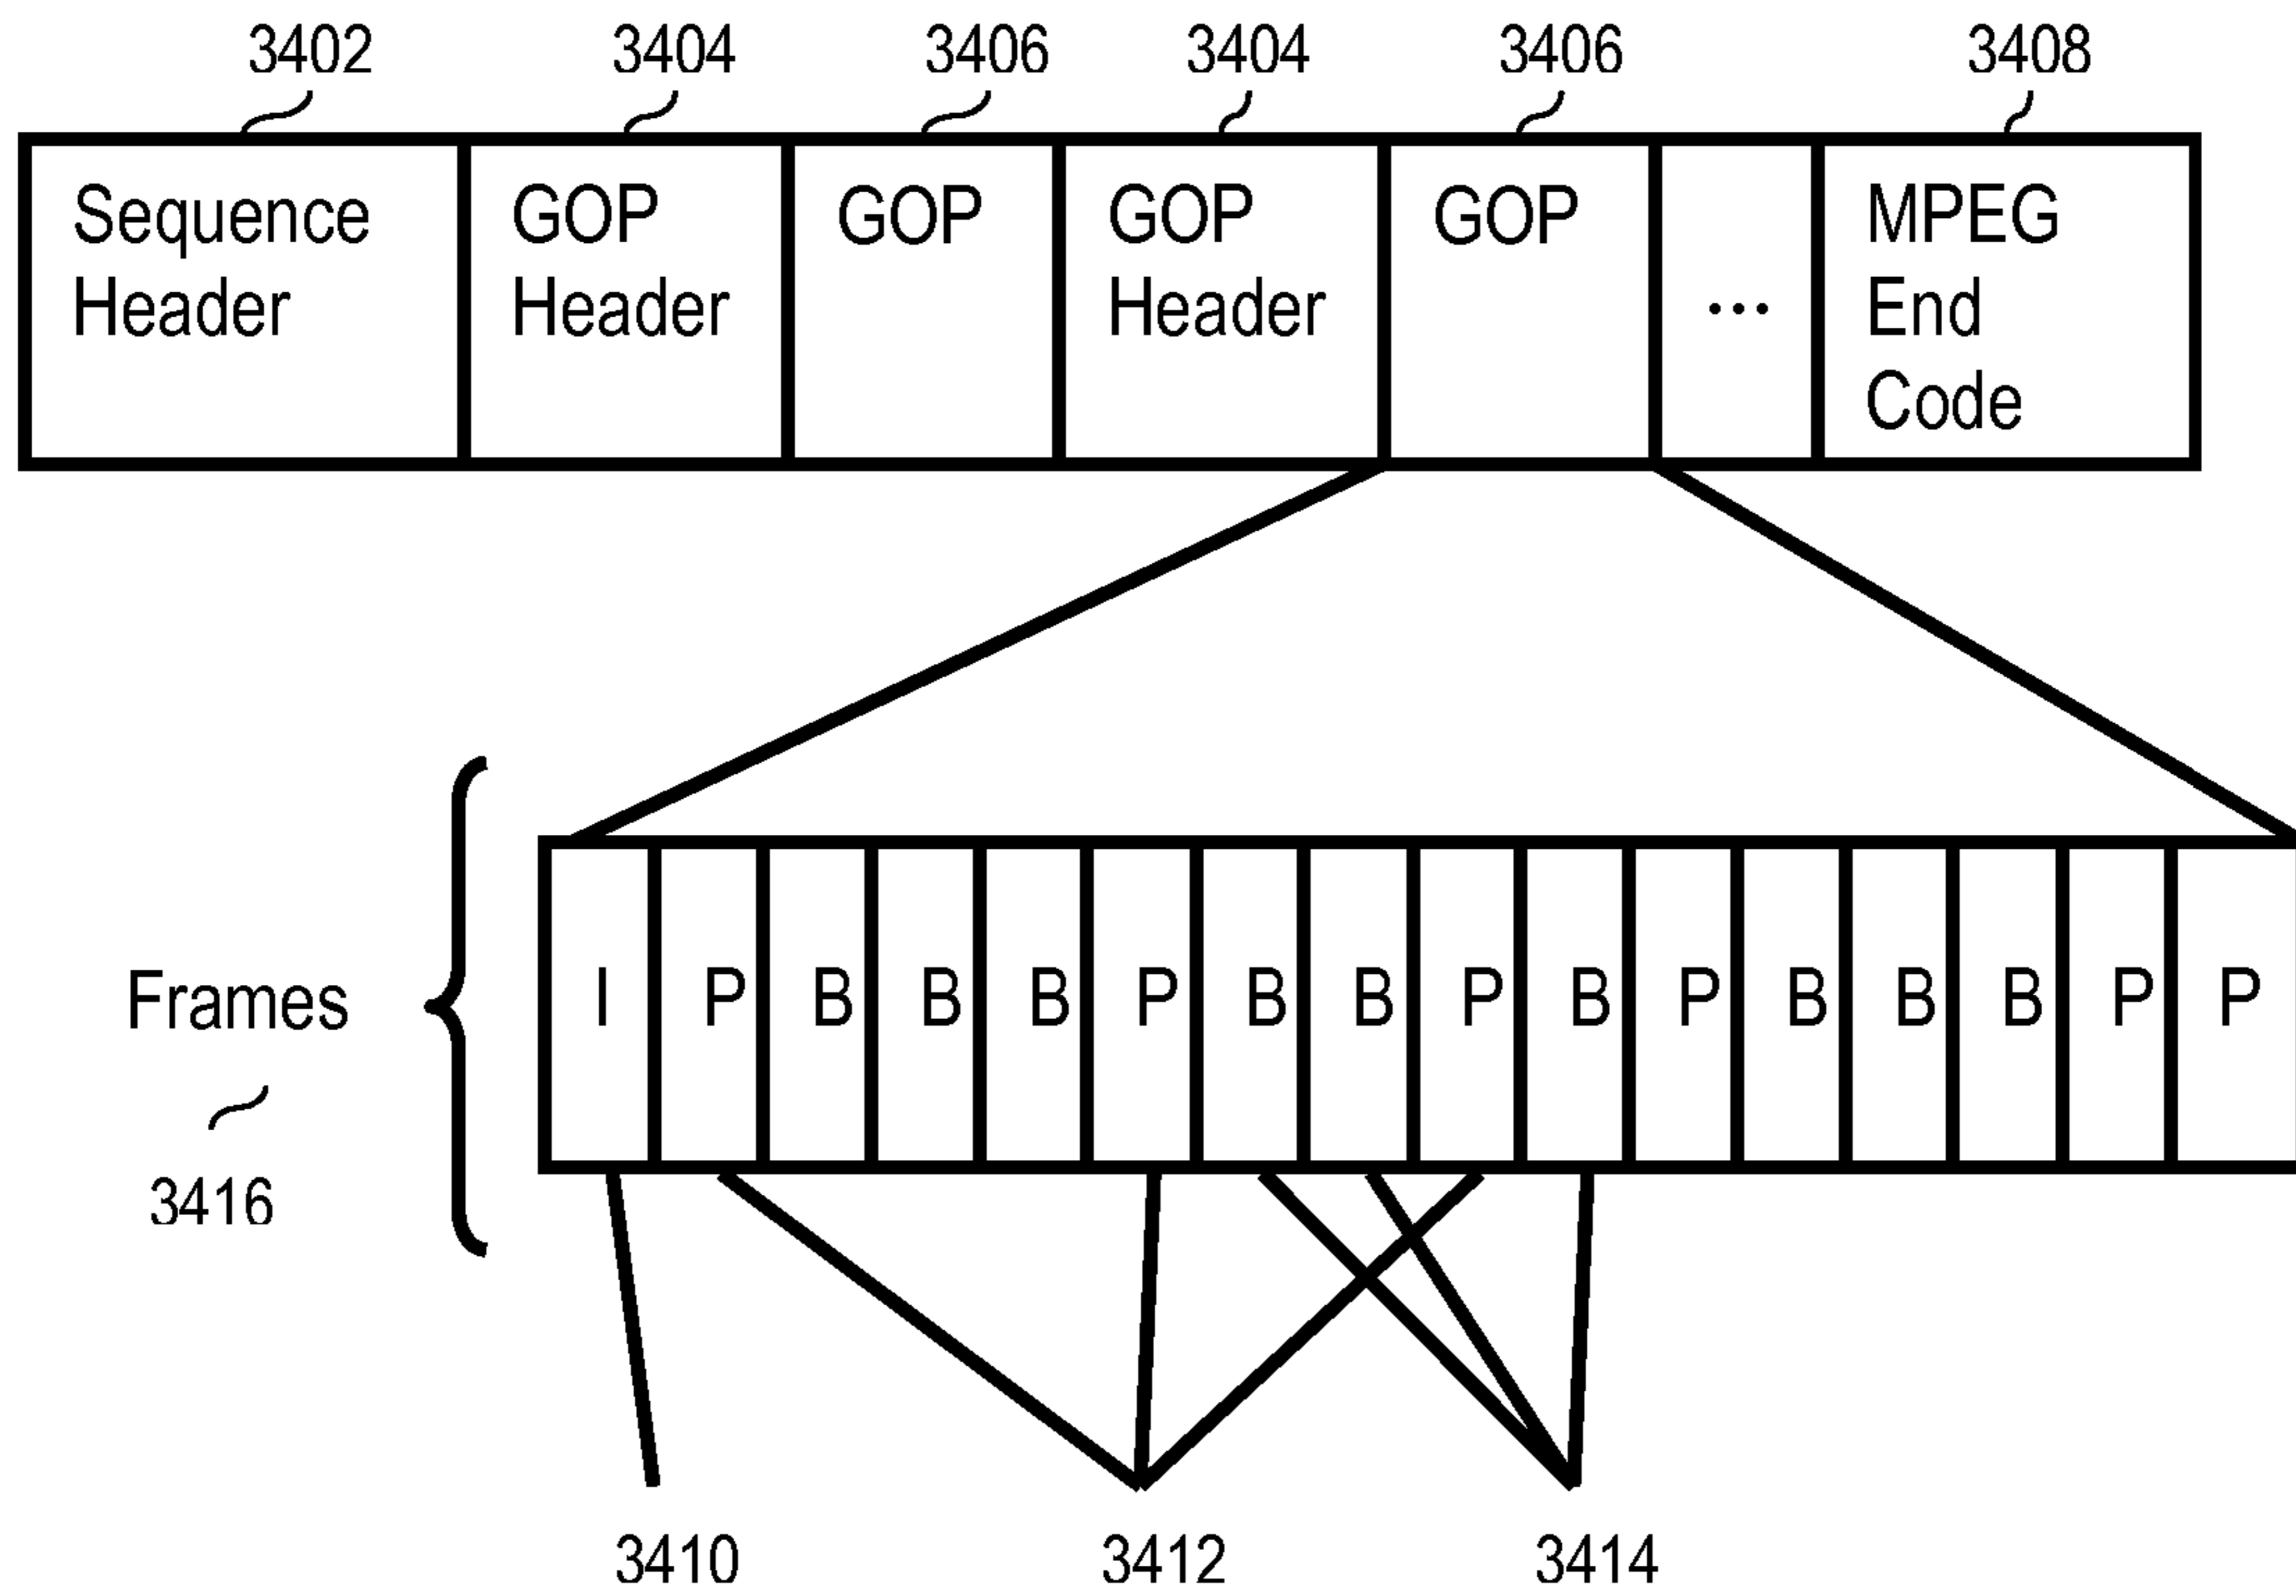 3402 3404 3406 3404 3406 3408
Sequence Header
GOP Header
GOP
GOP Header
GOP
...
MPEG End Code
Frames
3416
I P B B B P B B P B P B B B P P
3410 3412 3414